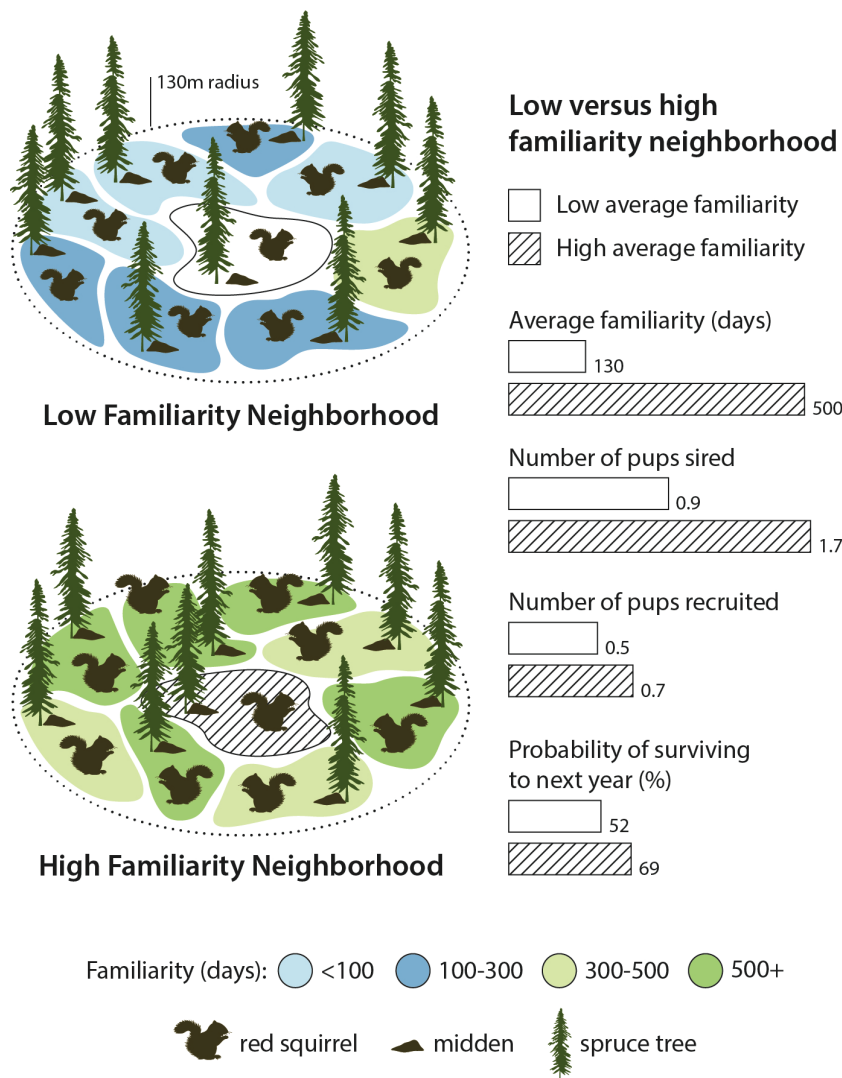 130m radius
Low Familiarity Neighborhood
High Familiarity Neighborhood
Low versus high
familiarity neighborhood
Low average familiarity
High average familiarity
Average familiarity (days)
130
500
Number of pups sired
0.9
1.7
Number of pups recruited
0.5
0.7
Probability of surviving
to next year (%)
52
69
Familiarity (days): <100 100-300 300-500 500+
red squirrel midden spruce tree